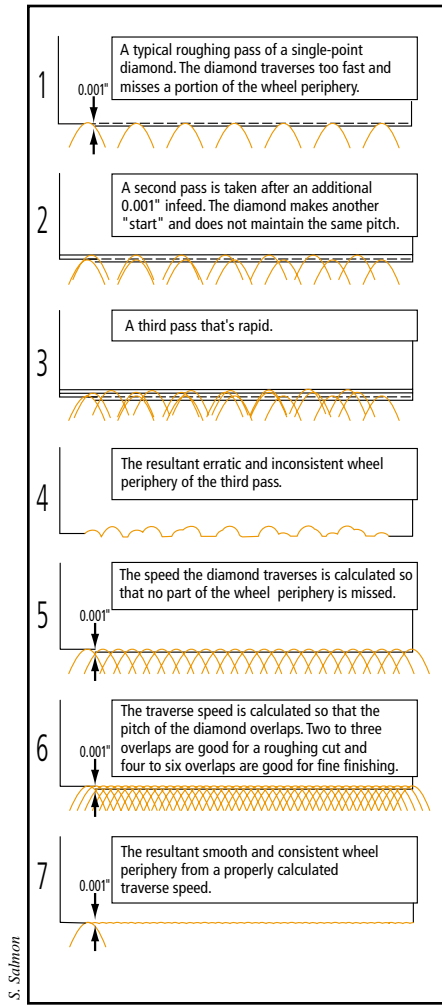 1
0.001"
A typical roughing pass of a single-point
diamond. The diamond traverses too fast and
misses a portion of the wheel periphery.
2
A second pass is taken after an additional
0.001" infeed. The diamond makes another
"start" and does not maintain the same pitch.
3
A third pass that's rapid.
4
The resultant erratic and inconsistent wheel
periphery of the third pass.
5
0.001"
The speed the diamond traverses is calculated so
that no part of the wheel periphery is missed.
6
0.001"
The traverse speed is calculated so that the
pitch of the diamond overlaps. Two to three
overlaps are good for a roughing cut and
four to six overlaps are good for fine finishing.
7
0.001"
The resultant smooth and consistent wheel
periphery from a properly calculated
traverse speed.
S. Salmon